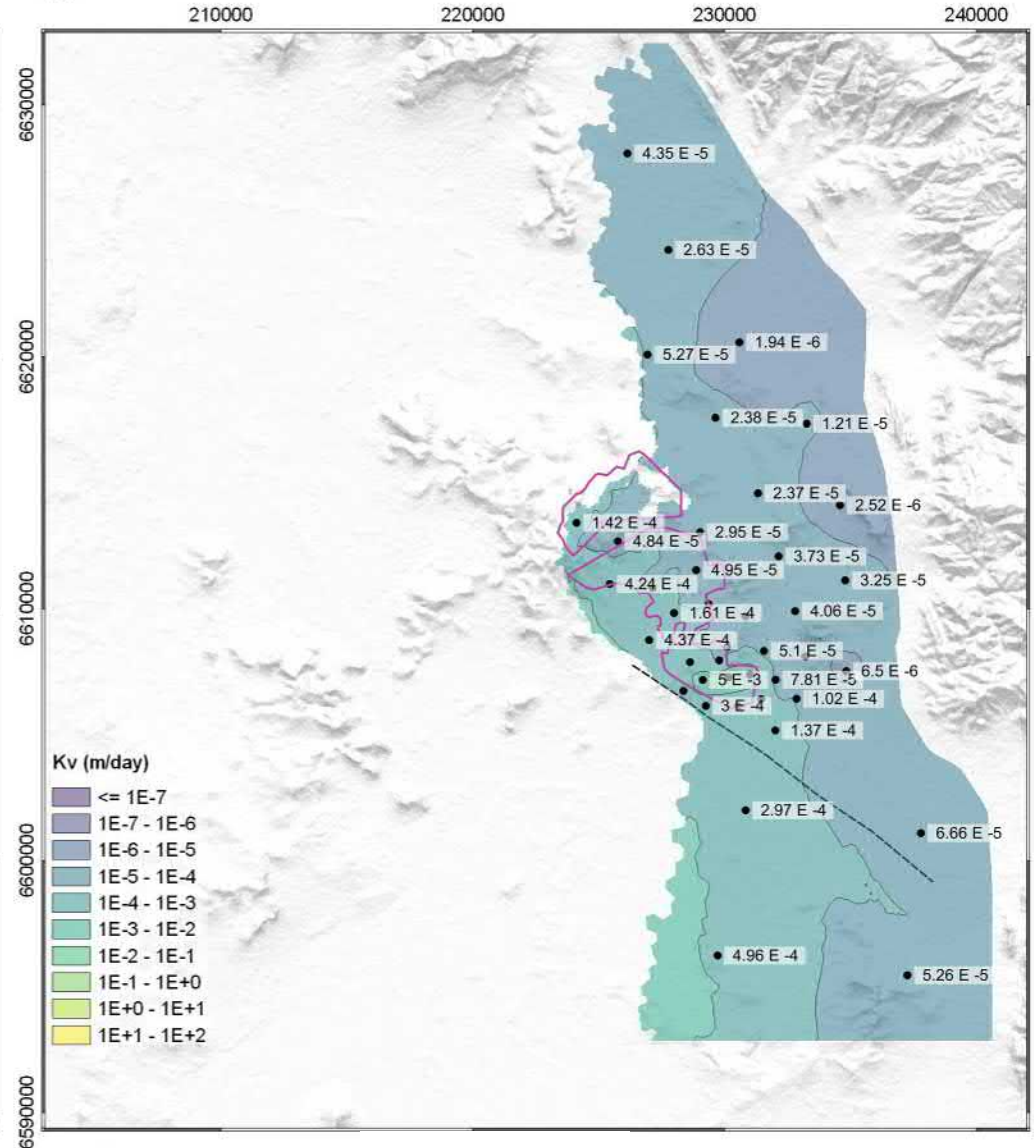 210000 220000 230000 240000
6630000
4.35 E -5
2.63 E -5
1.94 E -6
6620000
5.27 E -5
2.38 E -5
1.21 E -5
2.37 E -5
2.52 E -6
1.42 E -4
2.95 E -5
4.84 E -5
3.73 E -5
4.95 E -5
3.25 E -5
4.24 E -4
6610000
1.61 E -4
4.06 E -5
4.37 E -4
5.1 E -5
6.5 E -6
5 E -3
7.81 E -5
1.02 E -4
3 E -4
1.37 E -4
2.97 E -4
6.66 E -5
6600000
4.96 E -4
5.26 E -5
6590000
Kv (m/day)
<= 1E-7
1E-7 - 1E-6
1E-6 - 1E-5
1E-5 - 1E-4
1E-4 - 1E-3
1E-3 - 1E-2
1E-2 - 1E-1
1E-1 - 1E+0
1E+0 - 1E+1
1E+1 - 1E+2